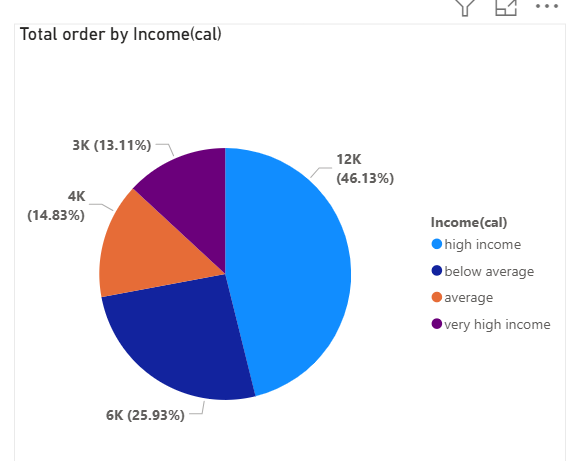 Total order by Income(cal)
3K (13.11%)
12K
(46.13%)
4K
(14.83%)
Income(cal)
high income
below average
average
very high income
6K (25.93%)